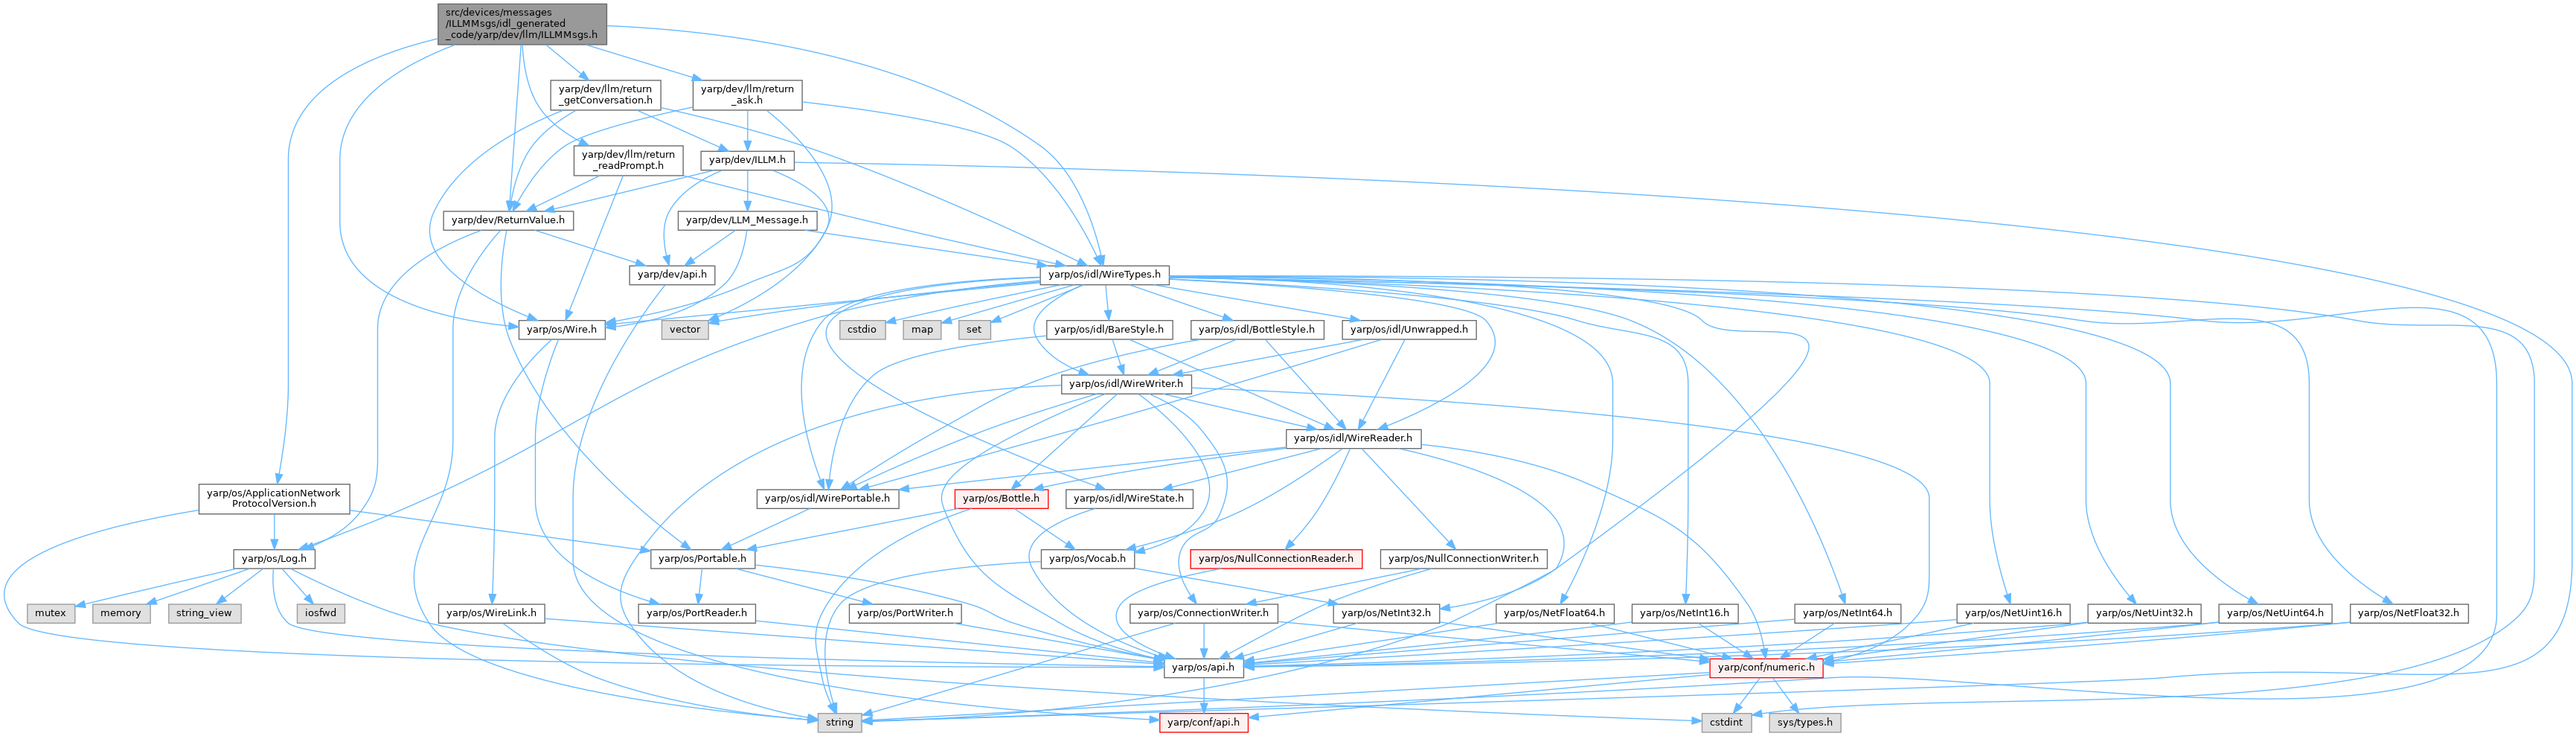 src/devices/messages
/ILLMMsgs/idl_generated
_code/yarp/dev/llm/ILLMMsgs.h
yarp/dev/llm/return
_getConversation.h
yarp/dev/llm/return
_ask.h
yarp/dev/llm/return
_readPrompt.h
yarp/dev/ILLM.h
yarp/dev/ReturnValue.h
yarp/dev/LLM_Message.h
yarp/dev/api.h
yarp/os/idl/WireTypes.h
yarp/os/Wire.h
vector
cstdio
map
set
yarp/os/idl/BareStyle.h
yarp/os/idl/BottleStyle.h
yarp/os/idl/Unwrapped.h
yarp/os/idl/WireWriter.h
yarp/os/idl/WireReader.h
yarp/os/ApplicationNetwork
ProtocolVersion.h
yarp/os/idl/WirePortable.h
yarp/os/Bottle.h
yarp/os/idl/WireState.h
yarp/os/Log.h
yarp/os/Portable.h
yarp/os/Vocab.h
yarp/os/NullConnectionReader.h
yarp/os/NullConnectionWriter.h
mutex
memory
string_view
iosfwd
yarp/os/WireLink.h
yarp/os/PortReader.h
yarp/os/PortWriter.h
yarp/os/ConnectionWriter.h
yarp/os/NetInt32.h
yarp/os/NetFloat64.h
yarp/os/NetInt16.h
yarp/os/NetInt64.h
yarp/os/NetUint16.h
yarp/os/NetUint32.h
yarp/os/NetUint64.h
yarp/os/NetFloat32.h
yarp/os/api.h
yarp/conf/numeric.h
string
yarp/conf/api.h
cstdint
sys/types.h